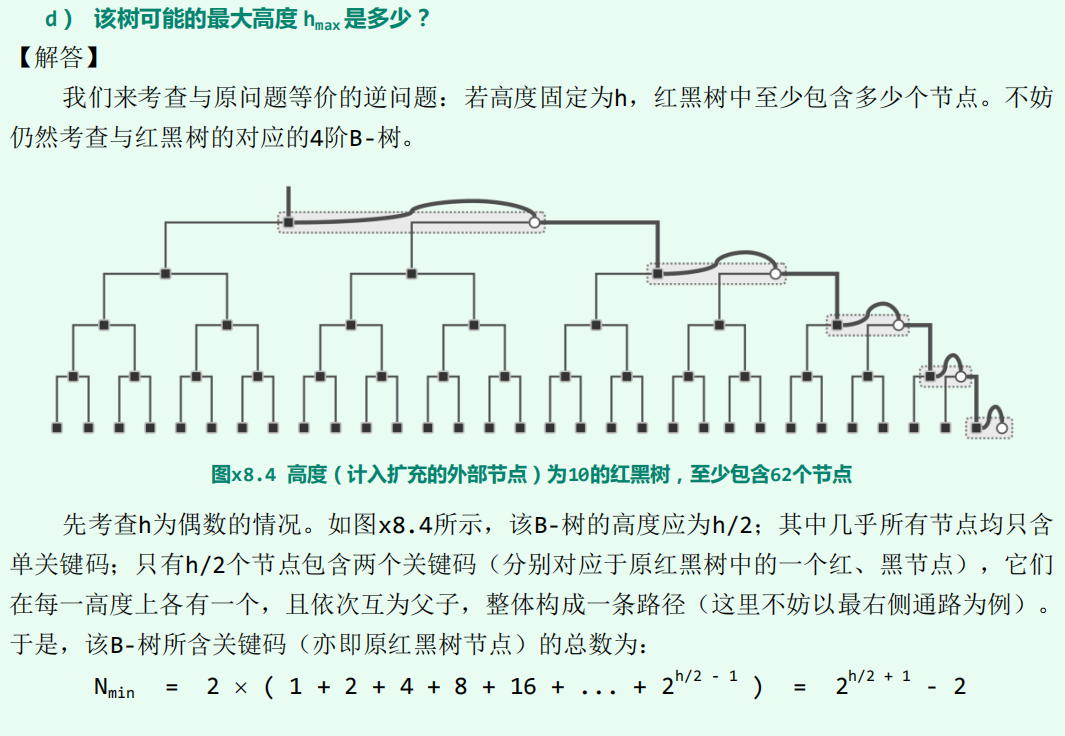 d） 该树可能的最大高度 hmax 是多少？
【解答】
我们来考查与原问题等价的逆问题：若高度固定为h，红黑树中至少包含多少个节点。不妨
仍然考查与红黑树的对应的4阶B-树。
图x8.4 高度（计入扩充的外部节点）为10的红黑树，至少包含62个节点
先考查h为偶数的情况。如图x8.4所示，该B-树的高度应为h/2；其中几乎所有节点均只含
单关键码；只有h/2个节点包含两个关键码（分别对应于原红黑树中的一个红、黑节点），它们
在每一高度上各有一个，且依次互为父子，整体构成一条路径（这里不妨以最右侧通路为例）。
于是，该B-树所含关键码（亦即原红黑树节点）的总数为：
Nmin = 2 × ( 1 + 2 + 4 + 8 + 16 + ... + 2^(h/2 - 1) ) = 2^(h/2 + 1) - 2